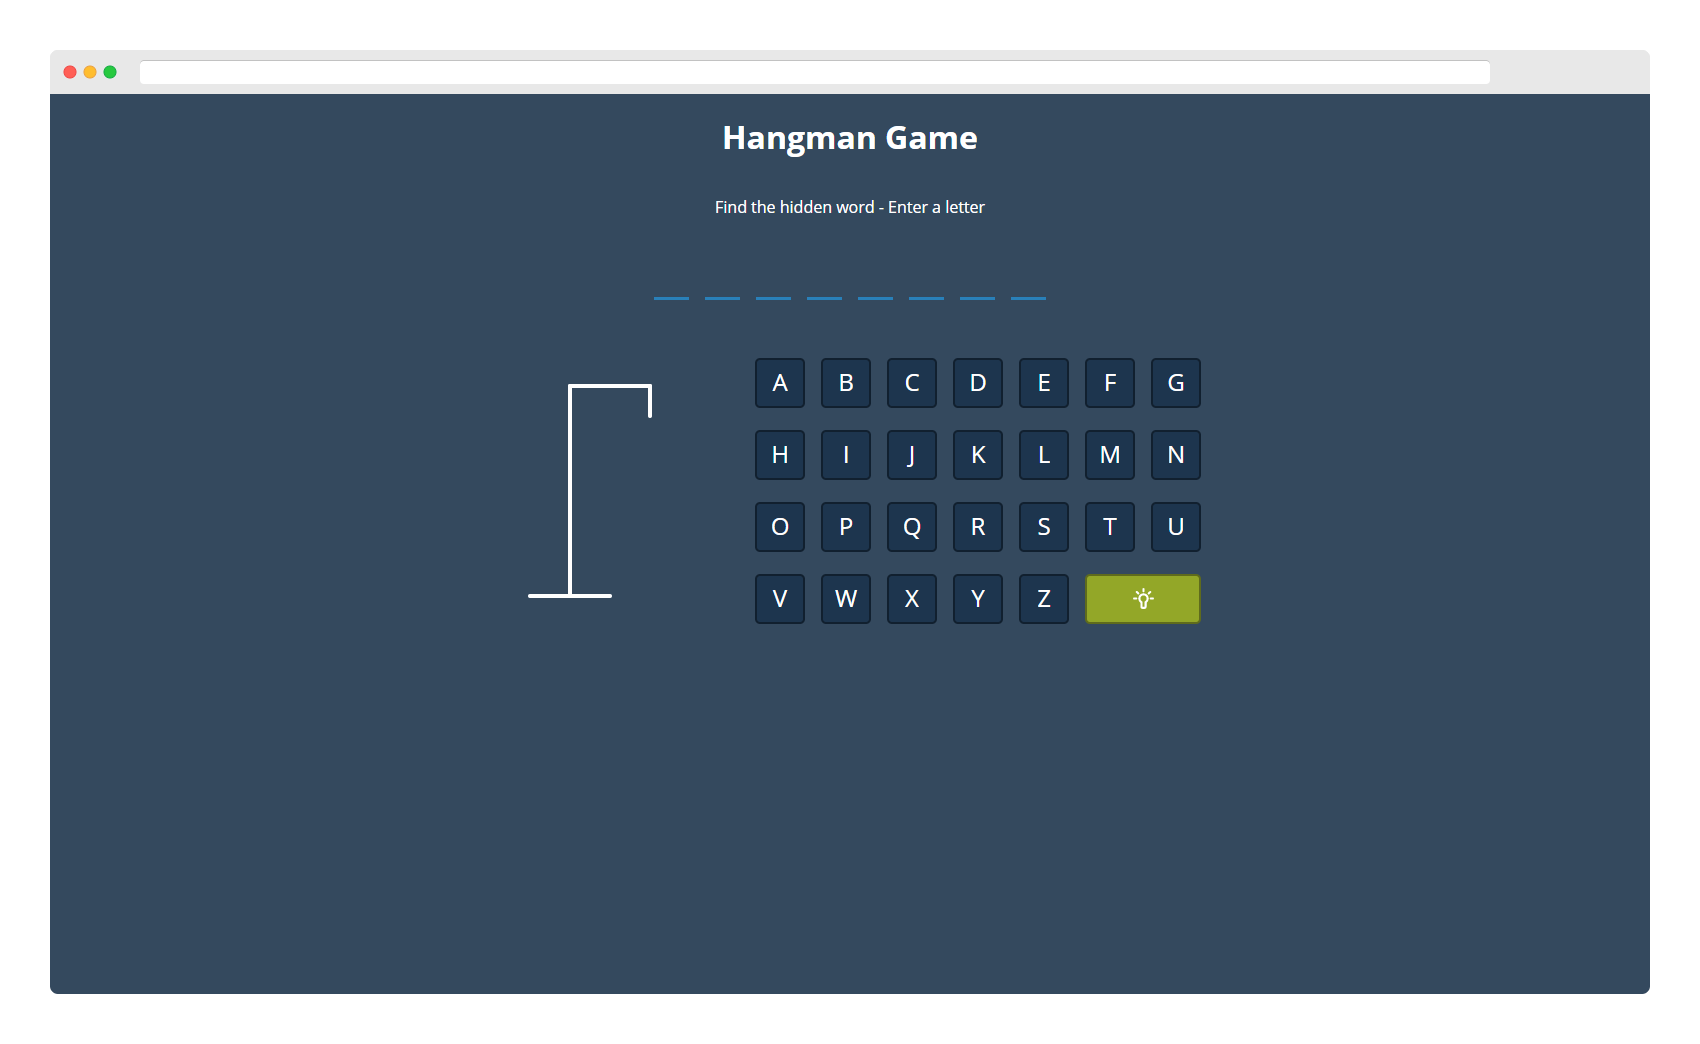 Hangman Game
Find the hidden word - Enter a letter
A B C D E F G
H I J K L M N
O P Q R S T U
V W X Y Z